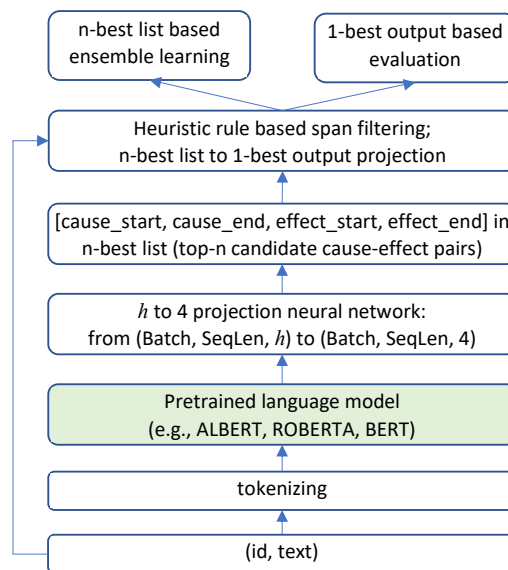 n-best list based
ensemble learning
1-best output based
evaluation
Heuristic rule based span filtering;
n-best list to 1-best output projection
[cause_start, cause_end, effect_start, effect_end] in
n-best list (top-n candidate cause-effect pairs)
h to 4 projection neural network:
from (Batch, SeqLen, h) to (Batch, SeqLen, 4)
Pretrained language model
(e.g., ALBERT, ROBERTA, BERT)
tokenizing
(id, text)